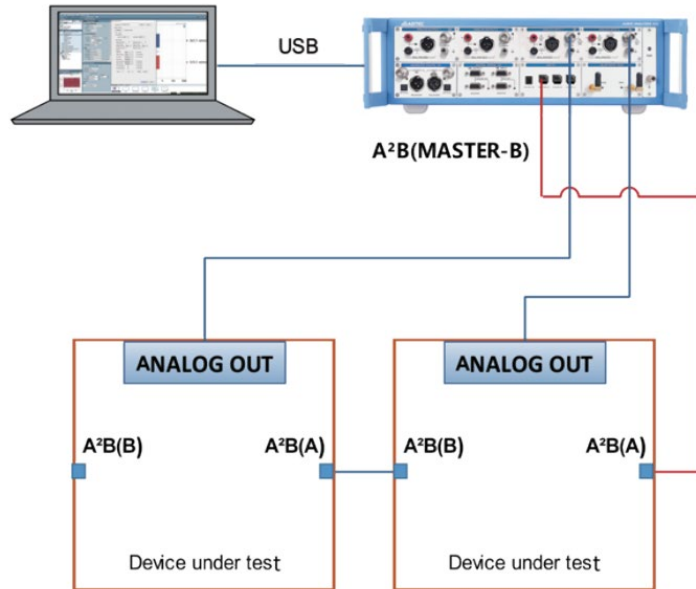 USB
A²B(MASTER-B)
ANALOG OUT
ANALOG OUT
A²B(B)
A²B(A)
A²B(B)
A²B(A)
Device under test
Device under test